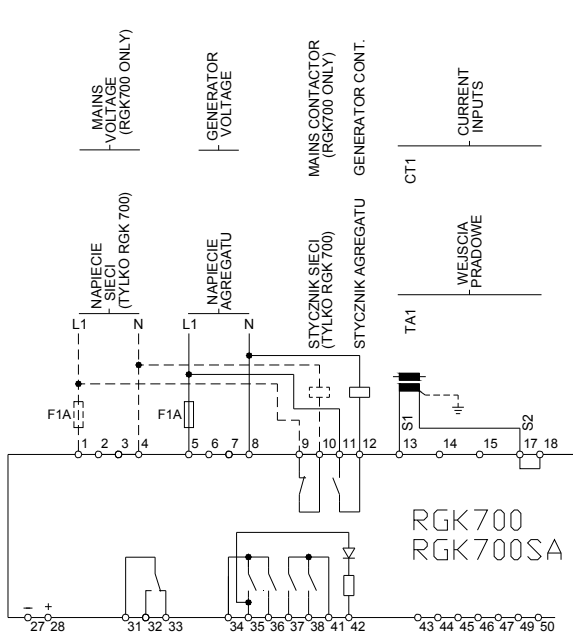 MAINS
VOLTAGE
(RGK700 ONLY)
GENERATOR
VOLTAGE
MAINS CONTACTOR
(RGK700 ONLY)
GENERATOR CONT.
CT1
CURRENT
INPUTS
NAPIECIE
SIECI
(TYLKO RGK 700)
NAPIECIE
AGREGATU
STYCZNIK SIECI
(TYLKO RGK 700)
STYCZNIK AGREGATU
TA1
WEJSCIA
PRADOWE
L1 N L1 N
F1A F1A S1 S2
1 2 3 4 5 6 7 8 9 10 11 12 13 14 15 17 18
RGK700
RGK700SA
– +
27 28 31 32 33 34 35 36 37 38 41 42 43 44 45 46 47 49 50